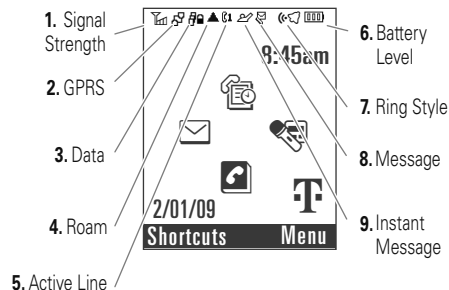 1. Signal
Strength
2. GPRS
3. Data
4. Roam
5. Active Line
6. Battery
Level
7. Ring Style
8. Message
9. Instant
Message
8:45am
2/01/09
T
Shortcuts Menu